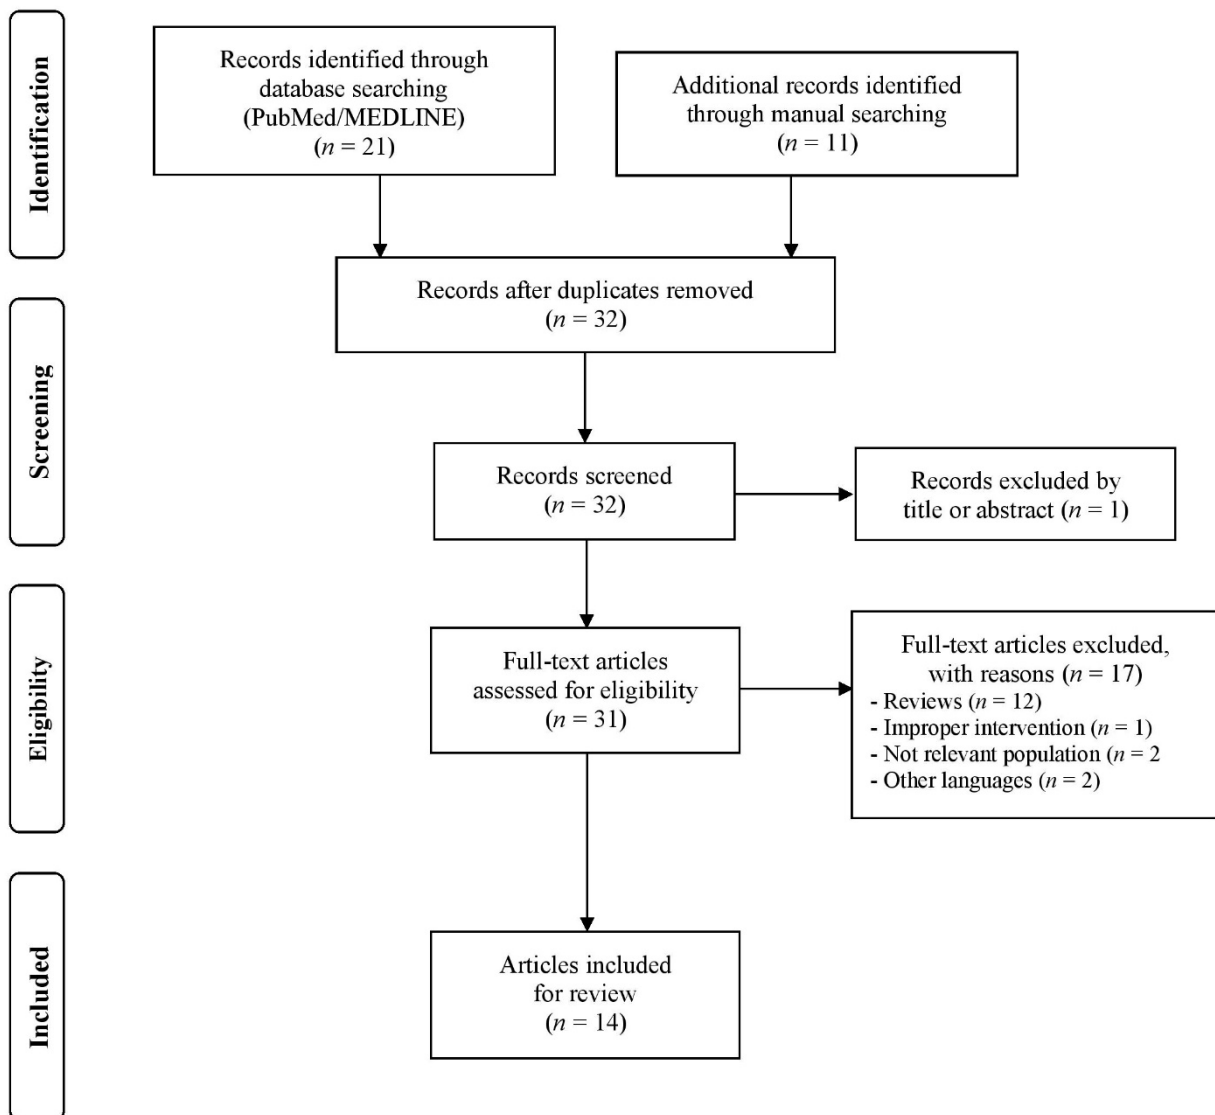 Identification
Records identified through
database searching
(PubMed/MEDLINE)
(n = 21)
Additional records identified
through manual searching
(n = 11)
Records after duplicates removed
(n = 32)
Screening
Records screened
(n = 32)
Records excluded by
title or abstract (n = 1)
Eligibility
Full-text articles
assessed for eligibility
(n = 31)
Full-text articles excluded,
with reasons (n = 17)
- Reviews (n = 12)
- Improper intervention (n = 1)
- Not relevant population (n = 2
- Other languages (n = 2)
Included
Articles included
for review
(n = 14)